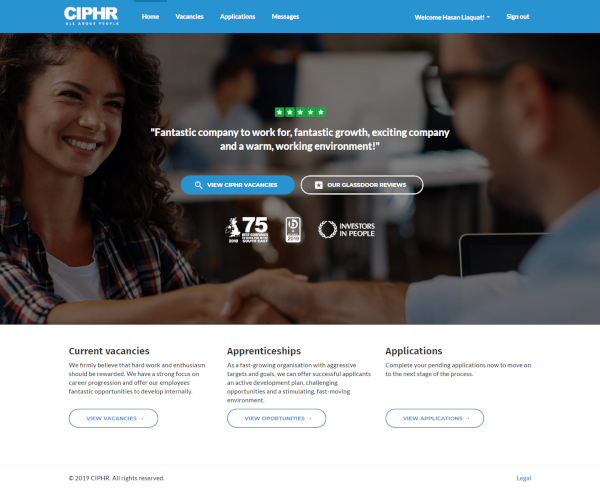 CIPHR
ALL ABOUT PEOPLE
Home Vacancies Applications Messages Welcome Hasan Liaquat! Sign out
"Fantastic company to work for, fantastic growth, exciting company
and a warm, working environment!"
VIEW CIPHR VACANCIES OUR GLASSDOOR REVIEWS
75
BEST COMPANIES
TO WORK FOR IN THE
SOUTH EAST
2019
b
2019
INVESTORS
IN PEOPLE
Current vacancies
We firmly believe that hard work and enthusiasm
should be rewarded. We have a strong focus on
career progression and offer our employees
fantastic opportunities to develop internally.
VIEW VACANCIES →
Apprenticeships
As a fast-growing organisation with aggressive
targets and goals, we can offer successful applicants
an active development plan, challenging
opportunities and a stimulating, fast-moving
environment.
VIEW OPORTUNITIES →
Applications
Complete your pending applications now to move on
to the next stage of the process.
VIEW APPLICATIONS →
© 2019 CIPHR. All rights reserved. Legal